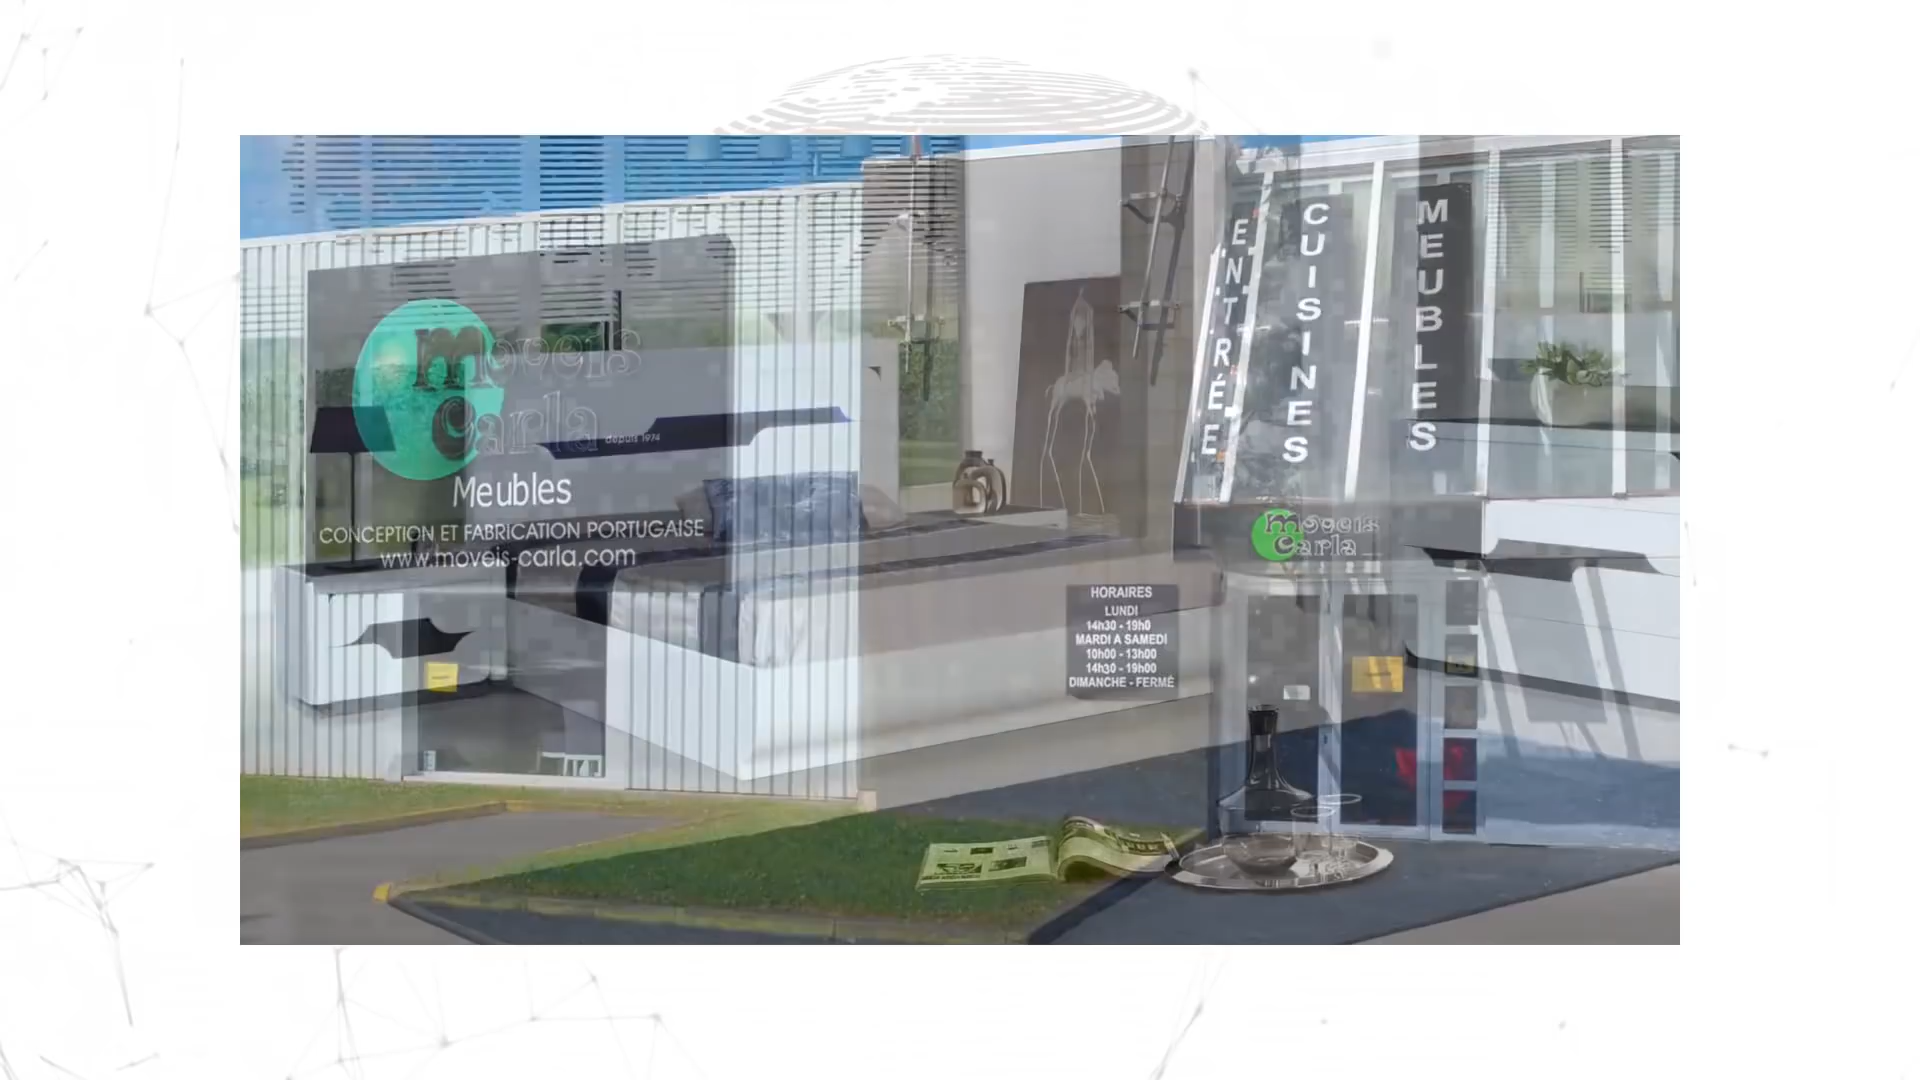 moveis
carla
depuis 1974
Meubles
CONCEPTION ET FABRICATION PORTUGAISE
www.moveis-carla.com
ENTRÉE
CUISINES
MEUBLES
moveis
carla
HORAIRES
LUNDI
14h30 - 19h0
MARDI A SAMEDI
10h00 - 13h00
14h30 - 19h00
DIMANCHE - FERMÉ